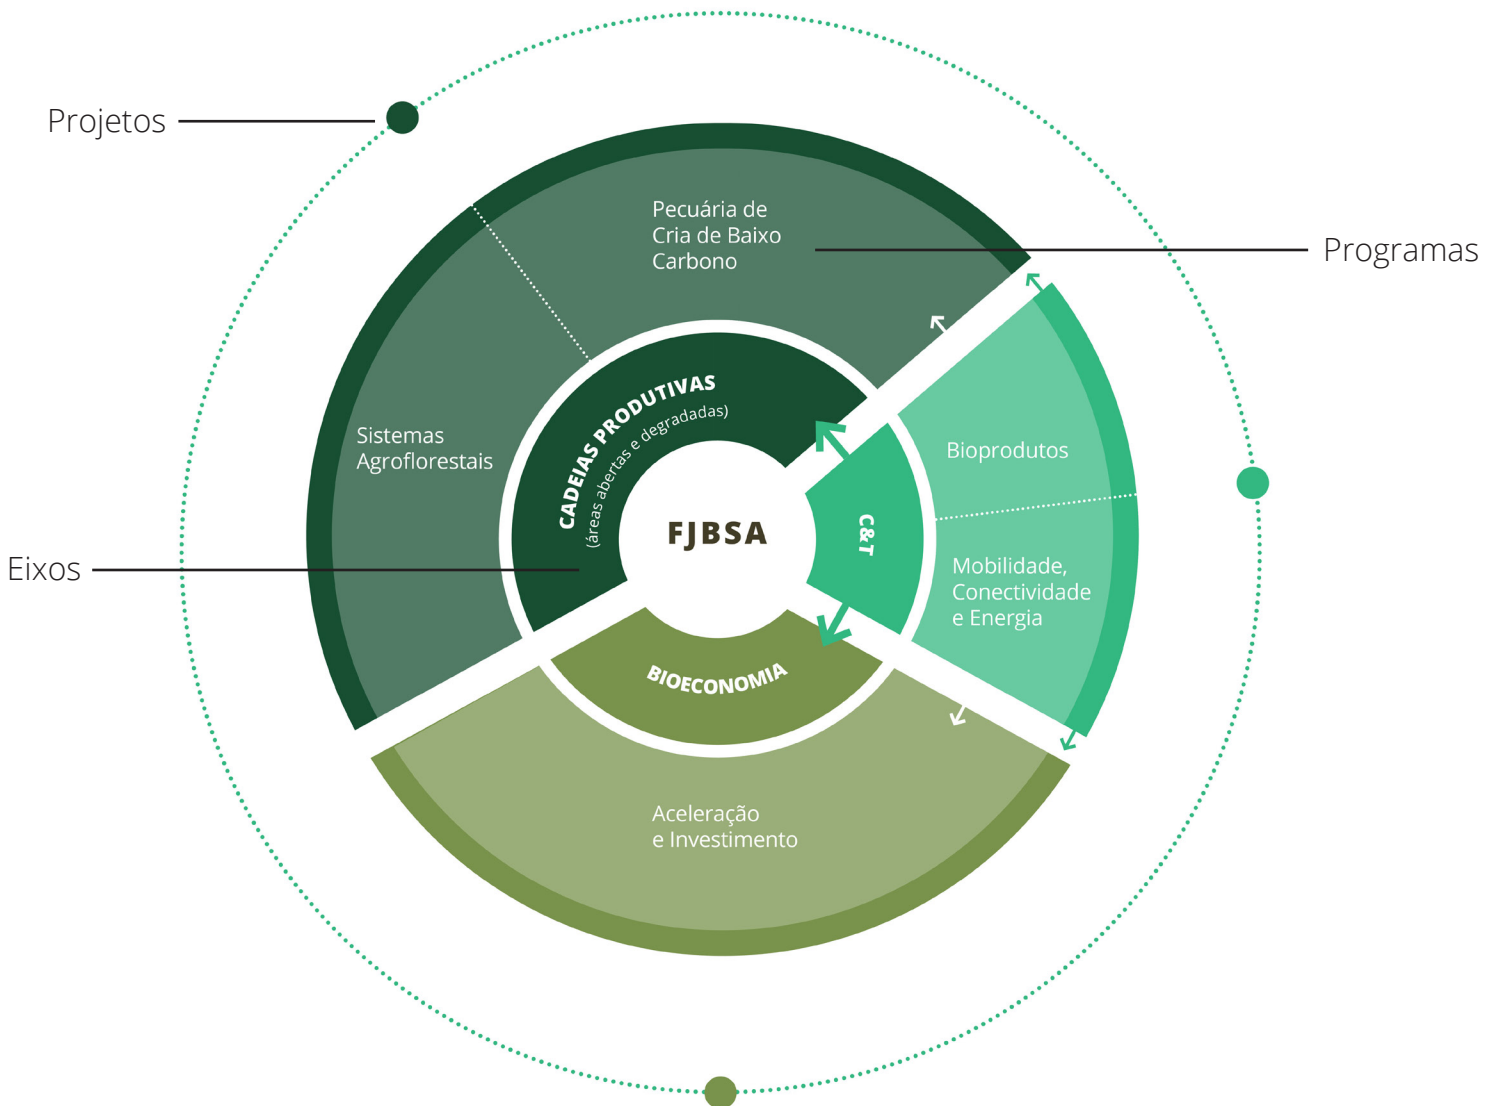 Projetos
Pecuária de
Cria de Baixo
Carbono
Programas
CADEIAS PRODUTIVAS
(áreas abertas e degradadas)
Sistemas
Agroflorestais
Bioprodutos
FJBSA
C&T
Eixos
Mobilidade,
Conectividade
e Energia
BIOECONOMIA
Aceleração
e Investimento